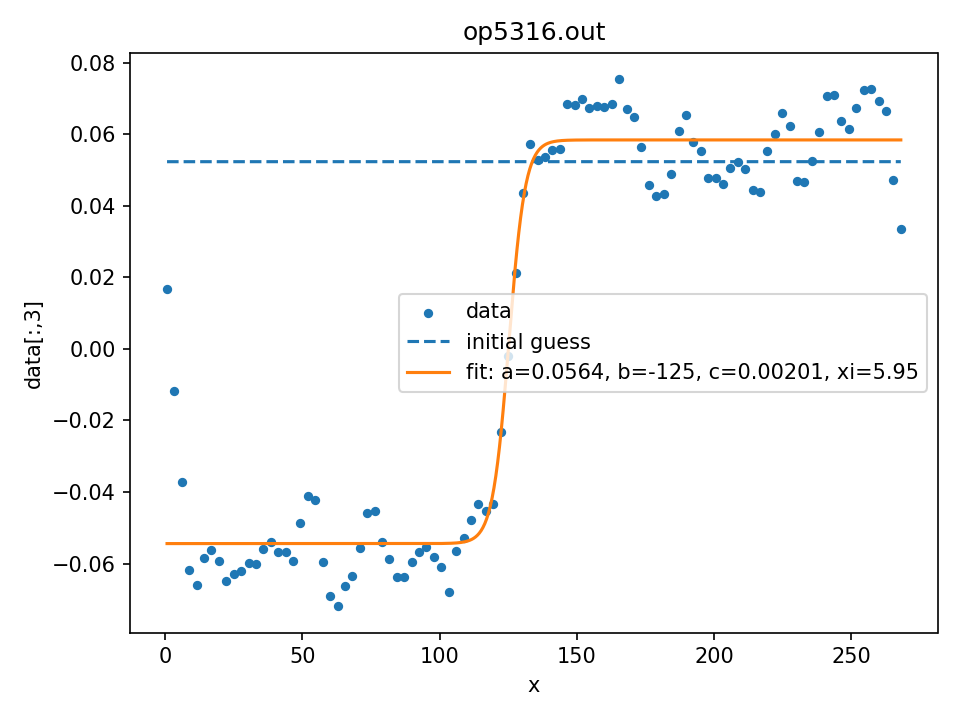 op5316.out
0.08
0.06
0.04
0.02
0.00
−0.02
−0.04
−0.06
data[:,3]
data
initial guess
fit: a=0.0564, b=-125, c=0.00201, xi=5.95
0 50 100 150 200 250
x